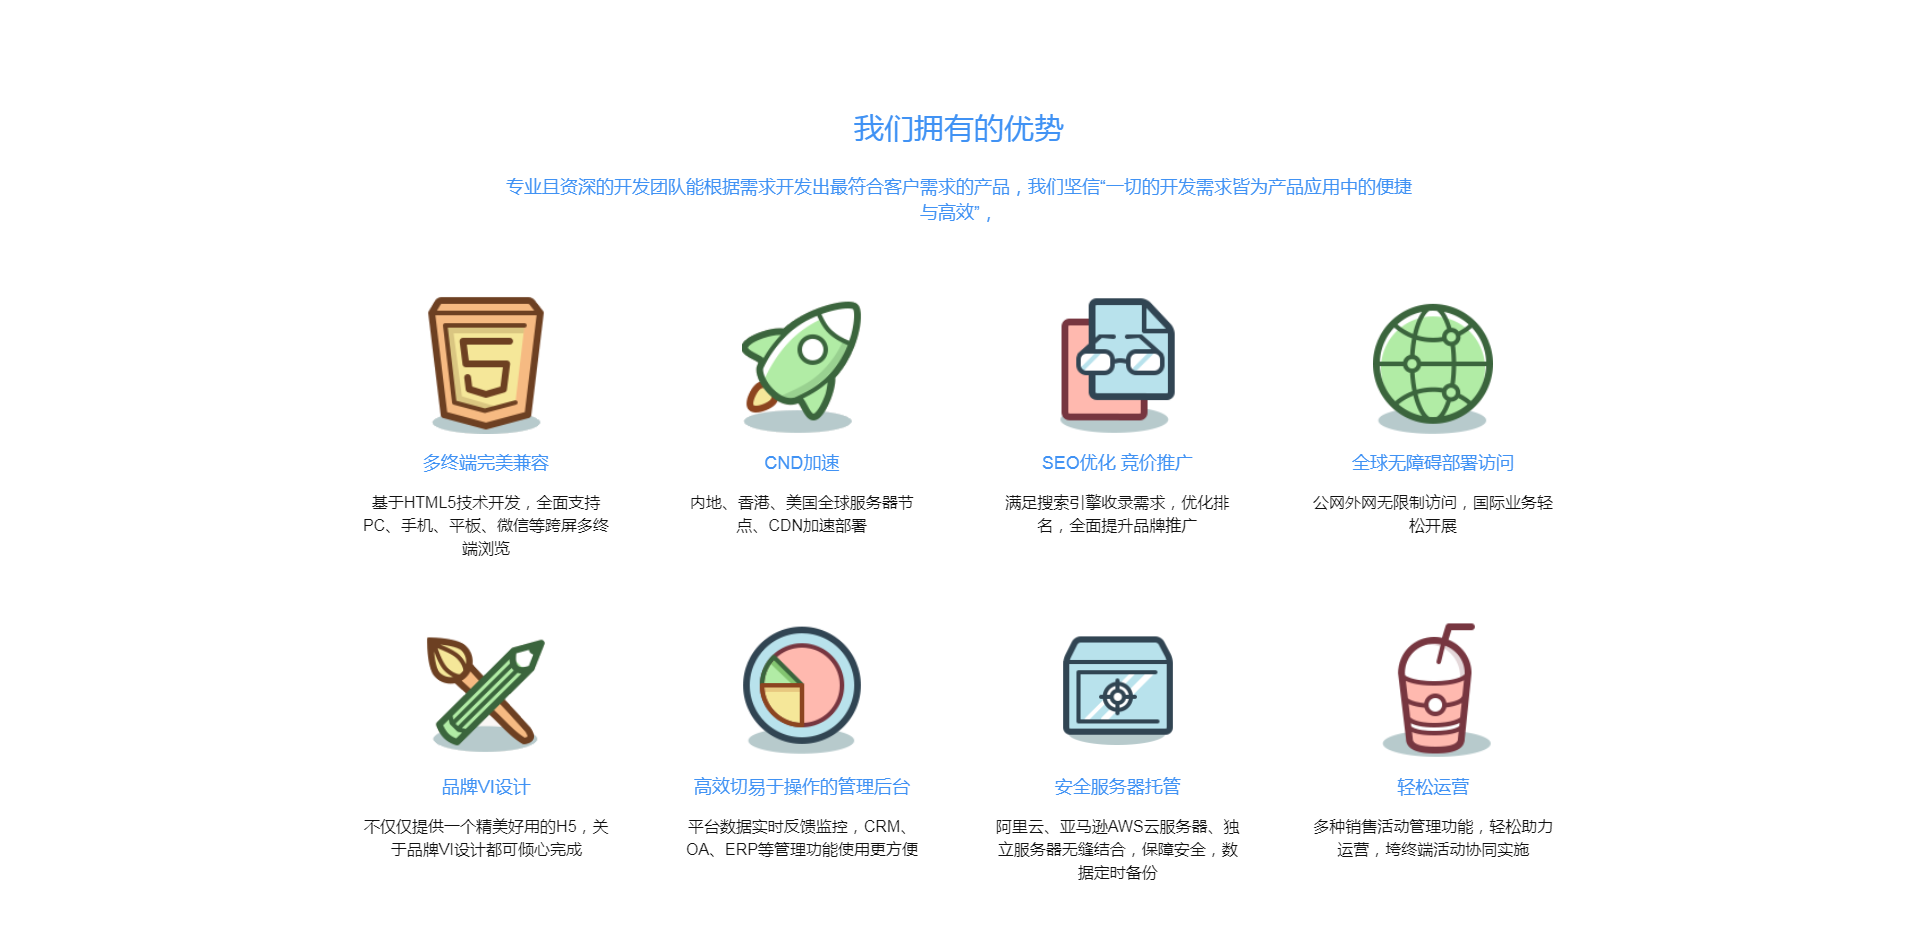 我们拥有的优势
专业且资深的开发团队能根据需求开发出最符合客户需求的产品，我们坚信“一切的开发需求皆为产品应用中的便捷
与高效”，
多终端完美兼容
基于HTML5技术开发，全面支持
PC、手机、平板、微信等跨屏多终
端浏览
CND加速
内地、香港、美国全球服务器节
点、CDN加速部署
SEO优化 竞价推广
满足搜索引擎收录需求，优化排
名，全面提升品牌推广
全球无障碍部署访问
公网外网无限制访问，国际业务轻
松开展
品牌VI设计
不仅仅提供一个精美好用的H5，关
于品牌VI设计都可倾心完成
高效切易于操作的管理后台
平台数据实时反馈监控，CRM、
OA、ERP等管理功能使用更方便
安全服务器托管
阿里云、亚马逊AWS云服务器、独
立服务器无缝结合，保障安全，数
据定时备份
轻松运营
多种销售活动管理功能，轻松助力
运营，垮终端活动协同实施